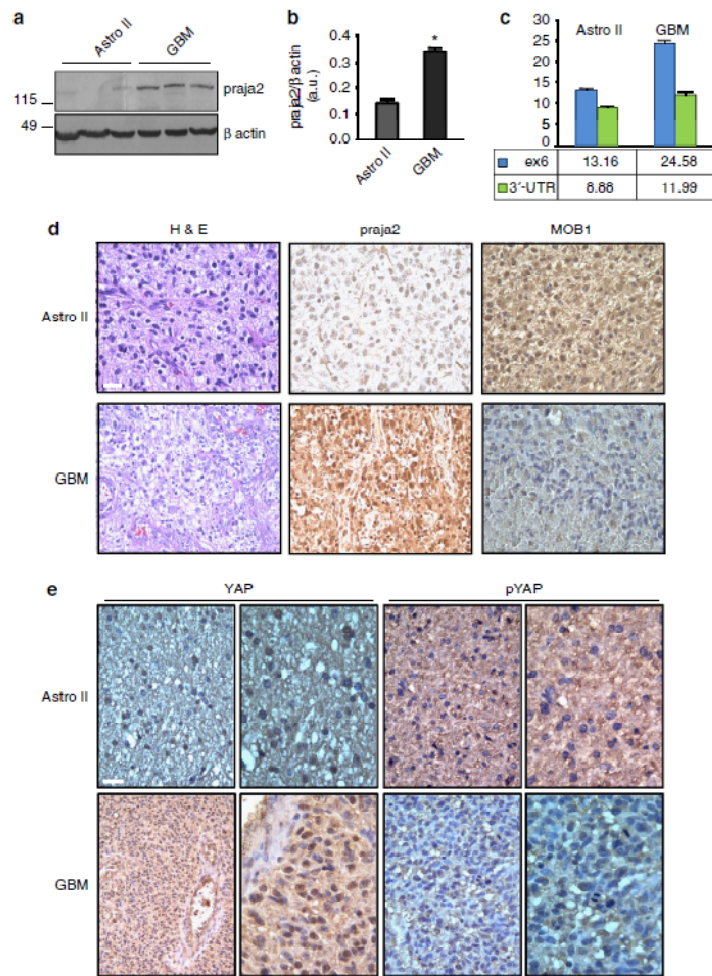 a
Astro II
GBM
praja2
115
49
β actin
b
praja2/β actin
(a.u.)
0.4
0.3
0.2
0.1
0.0
*
Astro II
GBM
c
30
25
20
15
10
5
0
Astro II GBM
ex6 13.16 24.58
3′-UTR 8.88 11.99
d
H & E praja2 MOB1
Astro II
GBM
e
YAP pYAP
Astro II
GBM